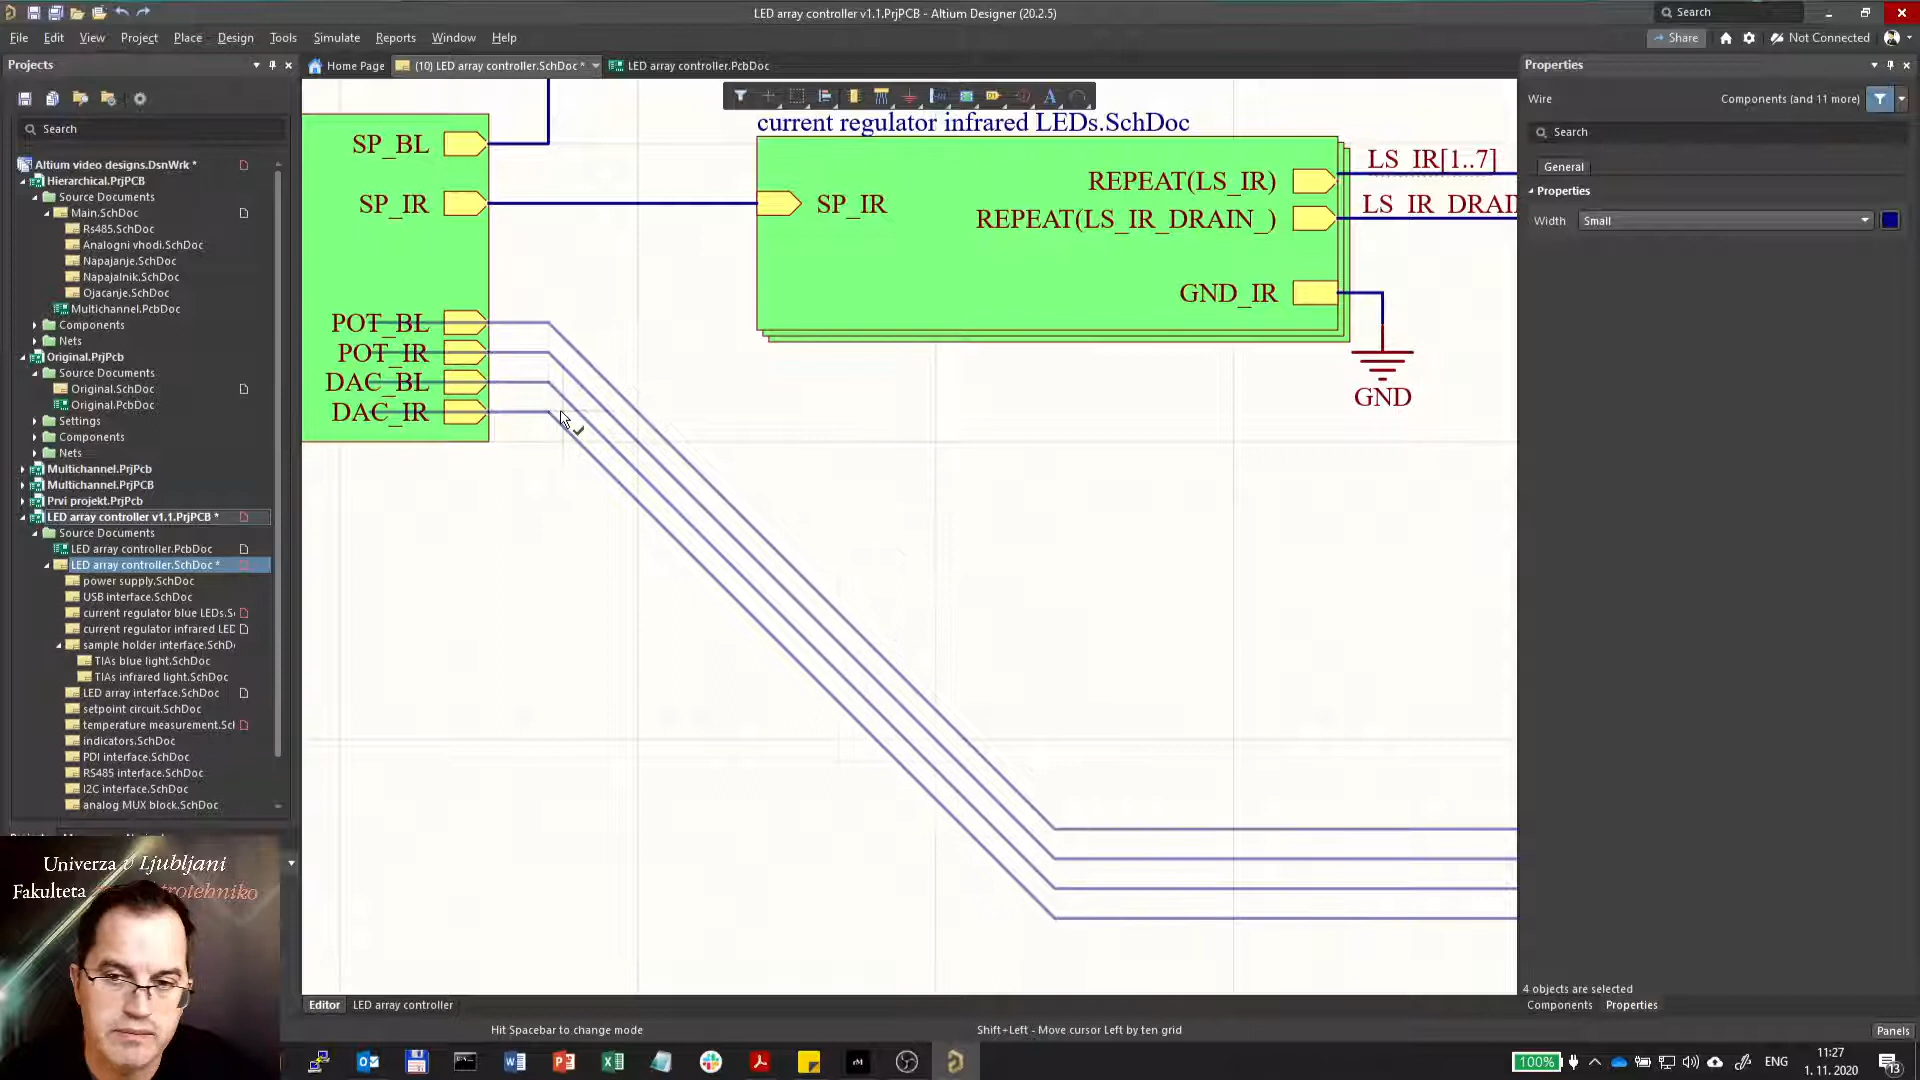 LED array controller v1.1.PrjPCB - Altium Designer (20.2.5)
Search
File Edit View Project Place Design Tools Simulate Reports Window Help
Share
Not Connected
Projects
Home Page
(10) LED array controller.SchDoc *
LED array controller.PcbDoc
Properties
Search
Altium video designs.DsnWrk *
Hierarchical.PrjPCB
Source Documents
Main.SchDoc
Rs485.SchDoc
Analogni vhodi.SchDoc
Napajanje.SchDoc
Napajalnik.SchDoc
Ojacanje.SchDoc
Multichannel.PcbDoc
Components
Nets
Original.PrjPcb
Source Documents
Original.SchDoc
Original.PcbDoc
Settings
Components
Nets
Multichannel.PrjPcb
Multichannel.PrjPCB
Prvi projekt.PrjPcb
LED array controller v1.1.PrjPCB *
Source Documents
LED array controller.PcbDoc
LED array controller.SchDoc *
power supply.SchDoc
USB interface.SchDoc
current regulator blue LEDs.S
current regulator infrared LED
sample holder interface.SchD
TIAs blue light.SchDoc
TIAs infrared light.SchDoc
LED array interface.SchDoc
setpoint circuit.SchDoc
temperature measurement.Scl
indicators.SchDoc
PDI interface.SchDoc
RS485 interface.SchDoc
I2C interface.SchDoc
analog MUX block.SchDoc
Univerza v Ljubljani
Fakulteta
SP_BL
SP_IR
POT_BL
POT_IR
DAC_BL
DAC_IR
current regulator infrared LEDs.SchDoc
SP_IR
REPEAT(LS_IR)
REPEAT(LS_IR_DRAIN_)
GND_IR
LS_IR[1..7]
LS_IR_DRAI
GND
Wire
Components (and 11 more)
Search
General
Properties
Width
Small
4 objects are selected
Components Properties
Editor
LED array controller
Hit Spacebar to change mode
Shift+Left - Move cursor Left by ten grid
Panels
100%
ENG
11:27
1. 11. 2020
13